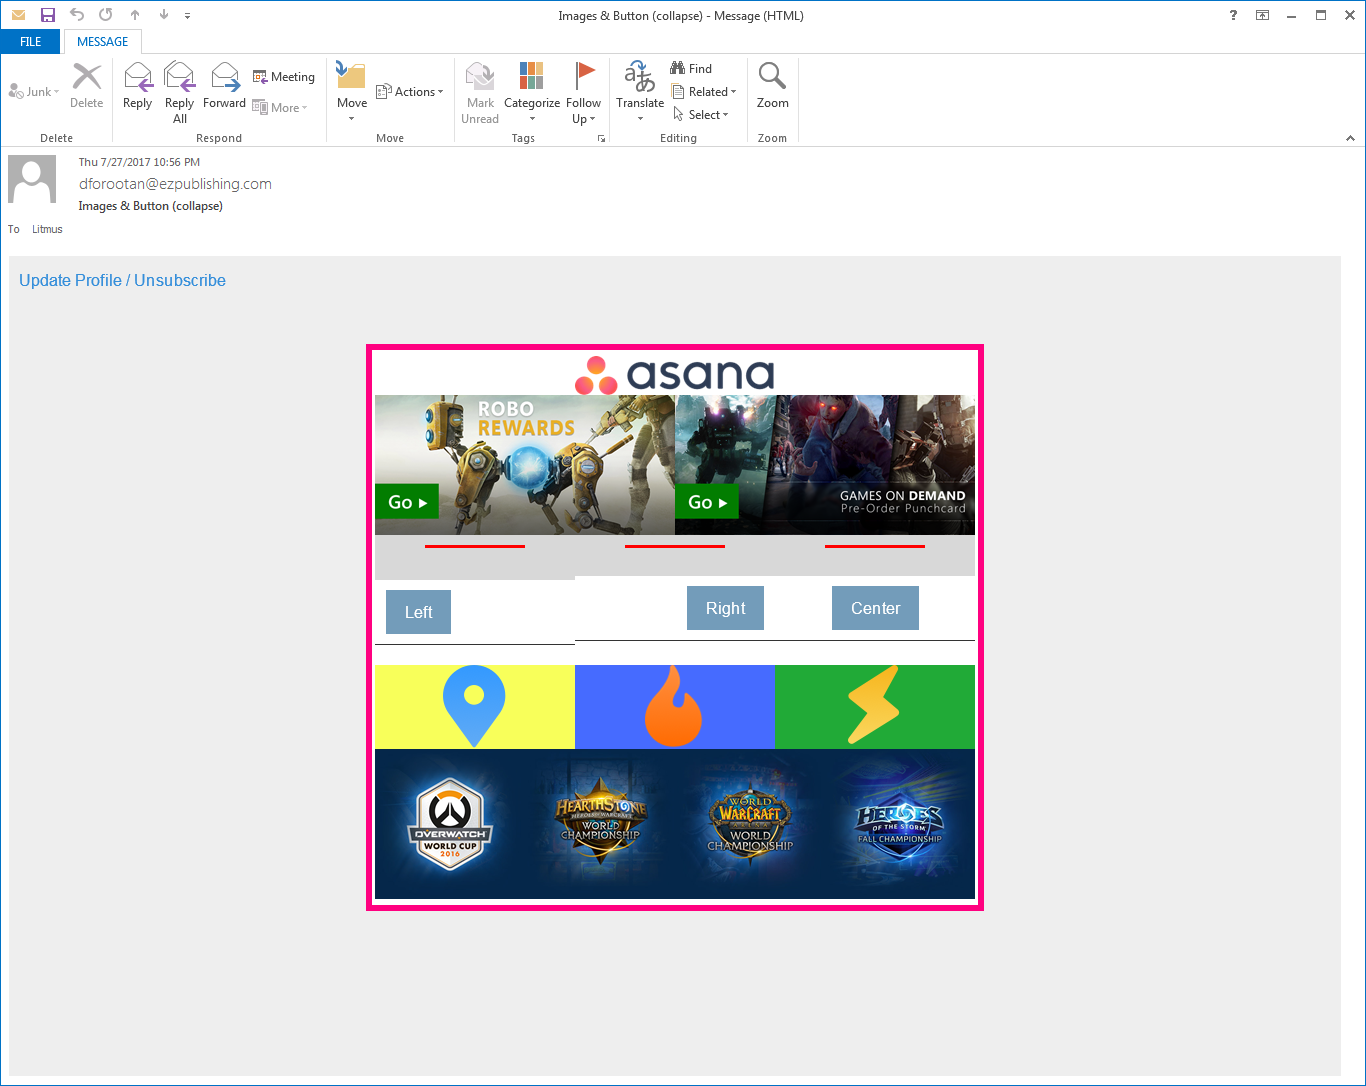 Images & Button (collapse) - Message (HTML)
?
FILE MESSAGE
Junk
Delete
Reply
Reply All
Forward
Meeting
More
Move
Actions
Mark Unread
Categorize
Follow Up
Translate
Find
Related
Select
Zoom
Delete Respond Move Tags Editing Zoom
Thu 7/27/2017 10:56 PM
dforootan@ezpublishing.com
Images & Button (collapse)
To Litmus
Update Profile / Unsubscribe
asana
ROBO
REWARDS
Go
Go
GAMES ON DEMAND
Pre-Order Punchcard
Left
Right
Center
OVERWATCH
WORLD CUP
2016
HEARTHSTONE
HEROES OF WARCRAFT
WORLD
CHAMPIONSHIP
WORLD
WARCRAFT
WORLD
CHAMPIONSHIP
HEROES
OF THE STORM
FALL CHAMPIONSHIP